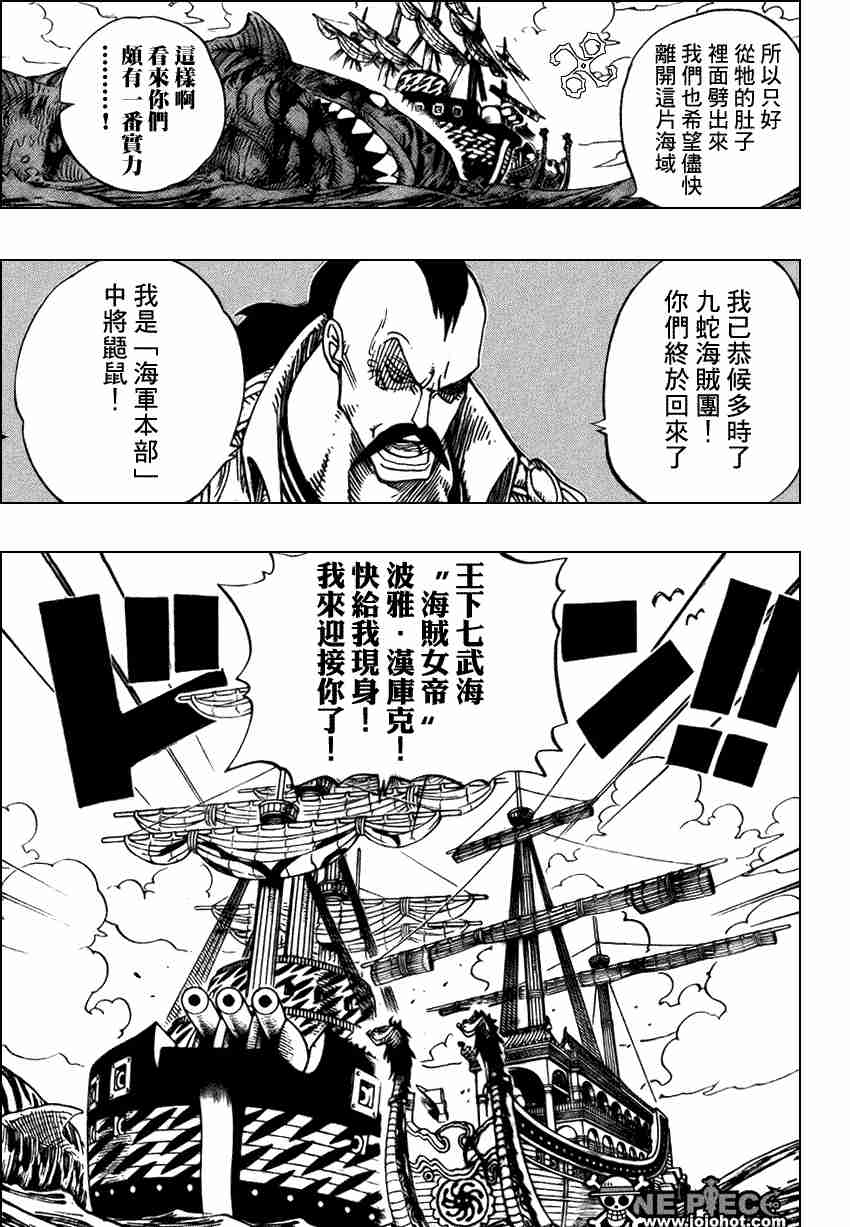 所以只好
從牠的肚子
裡面劈出來
我們也希望儘快
離開這片海域
這樣啊
看來你們
頗有一番實力
………！
我已恭候多時了
九蛇海賊團！
你們終於回來了
我是「海軍本部」
中將鼯鼠！
王下七武海
〝海賊女帝〞
波雅·漢庫克！
快給我現身！
我來迎接你了！
ドン!!
ONE PIECE
www.jojohot.com